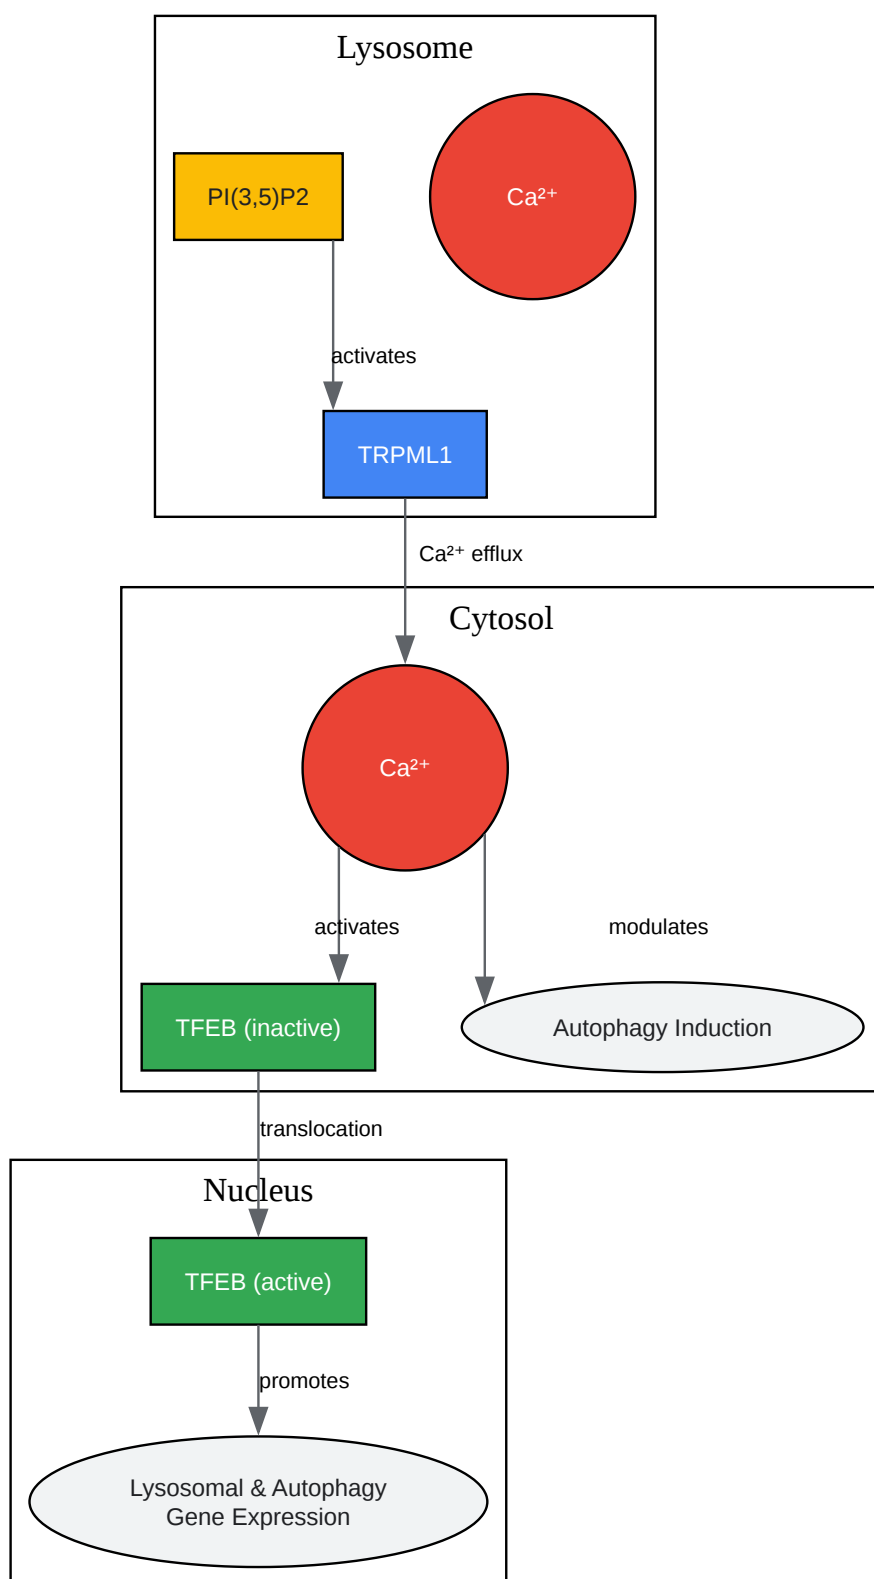 Lysosome
PI(3,5)P2
Ca²⁺
activates
TRPML1
Ca²⁺ efflux
Cytosol
Ca²⁺
activates
modulates
TFEB (inactive)
Autophagy Induction
translocation
Nucleus
TFEB (active)
promotes
Lysosomal & Autophagy
Gene Expression